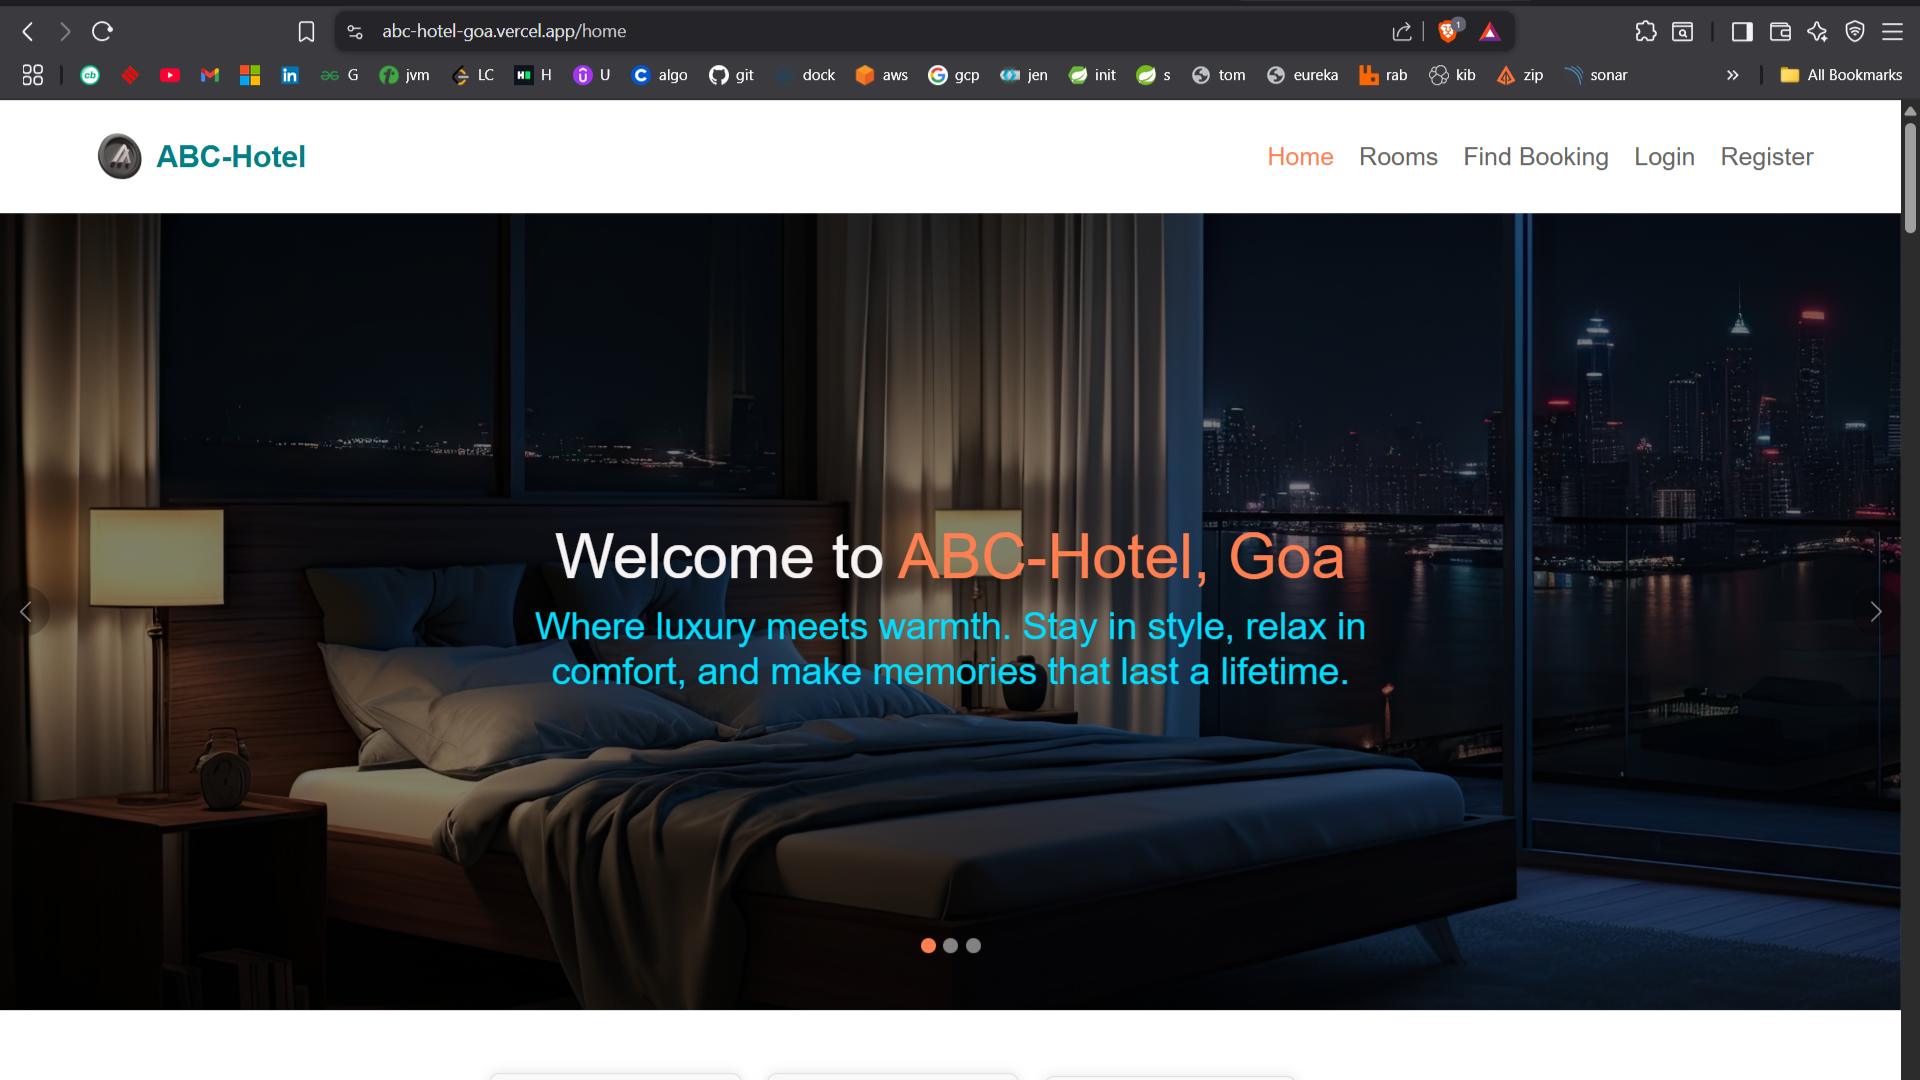 abc-hotel-goa.vercel.app/home
1
cb
G
jvm
LC
H
U
algo
git
dock
aws
gcp
jen
init
s
tom
eureka
rab
kib
zip
sonar
All Bookmarks
ABC-Hotel
Home
Rooms
Find Booking
Login
Register
Welcome to ABC-Hotel, Goa
Where luxury meets warmth. Stay in style, relax in
comfort, and make memories that last a lifetime.